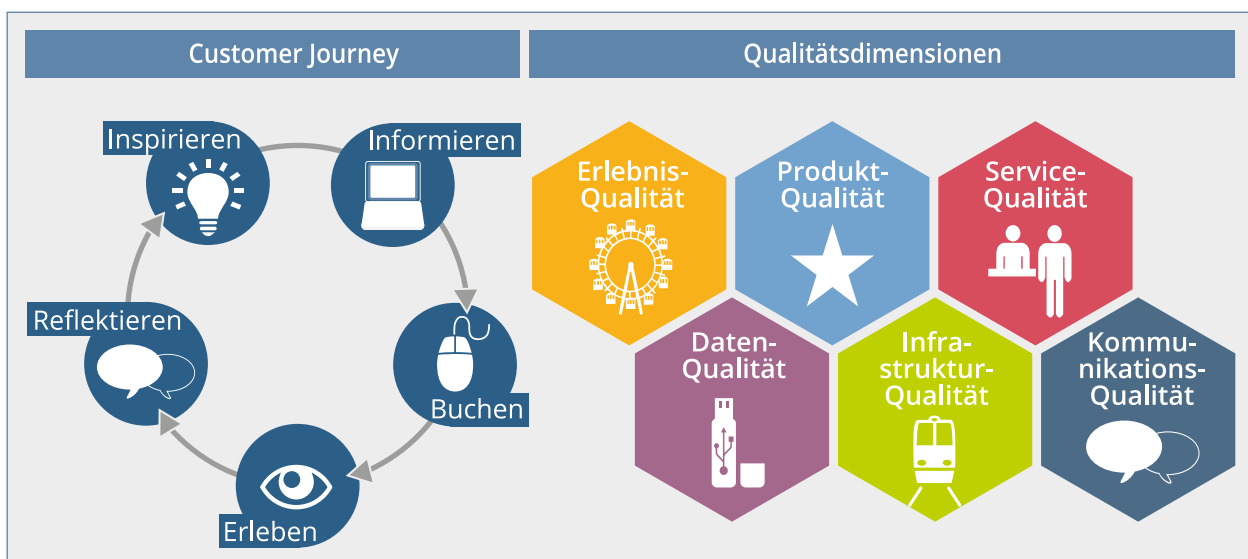 Customer Journey
Qualitätsdimensionen
Inspirieren
Informieren
Buchen
Erleben
Reflektieren
Erlebnis-
Qualität
Produkt-
Qualität
Service-
Qualität
Daten-
Qualität
Infra-
struktur-
Qualität
Kommu-
nikations-
Qualität